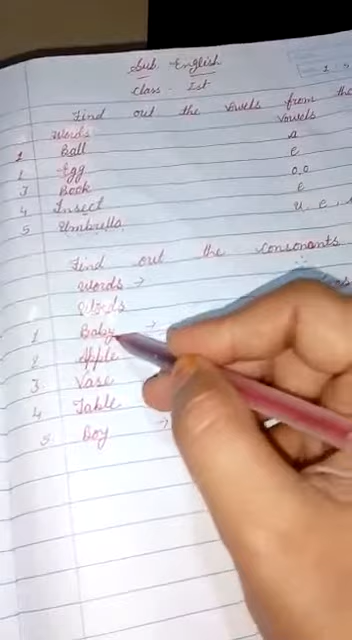 Sub English
Class - Ist
Find out the vowels from the
Words Vowels
1 Ball a
2 Egg e
3 Book o,o
4 Insect e
5 Umbrella u, e,
Find out the Consonants
Words →
Words
1 Baby →
2 Apple
3. Vase
4 Table
5 Boy →